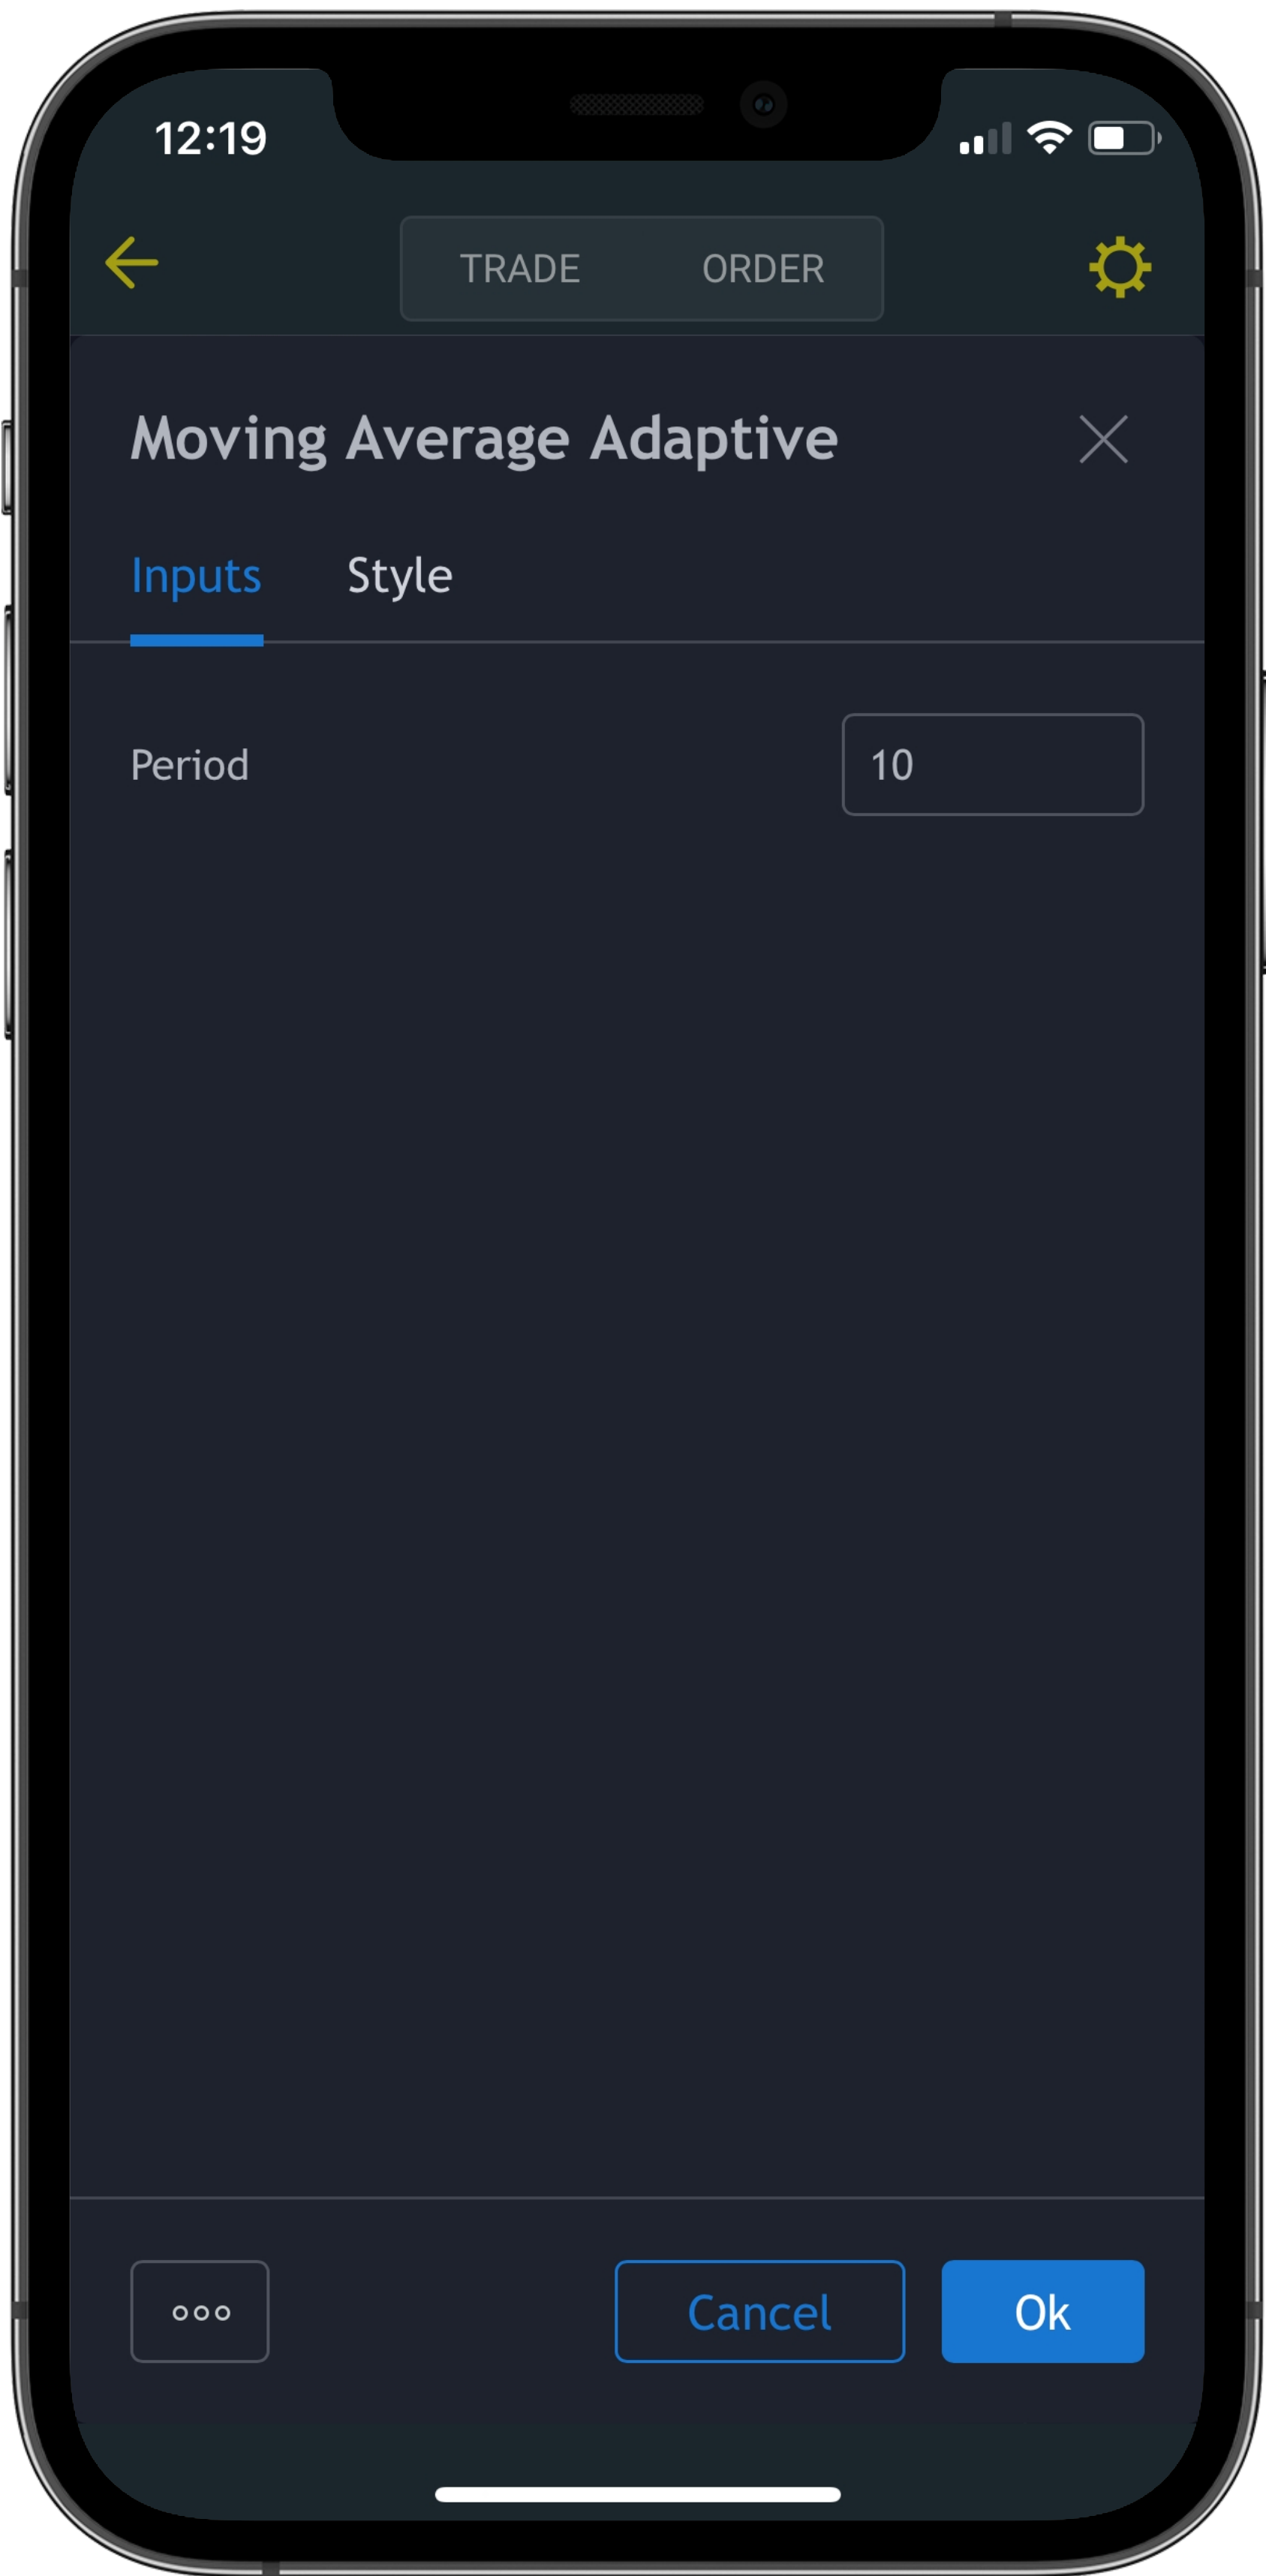 12:19
TRADE ORDER
Moving Average Adaptive
Inputs Style
Period 10
Cancel Ok